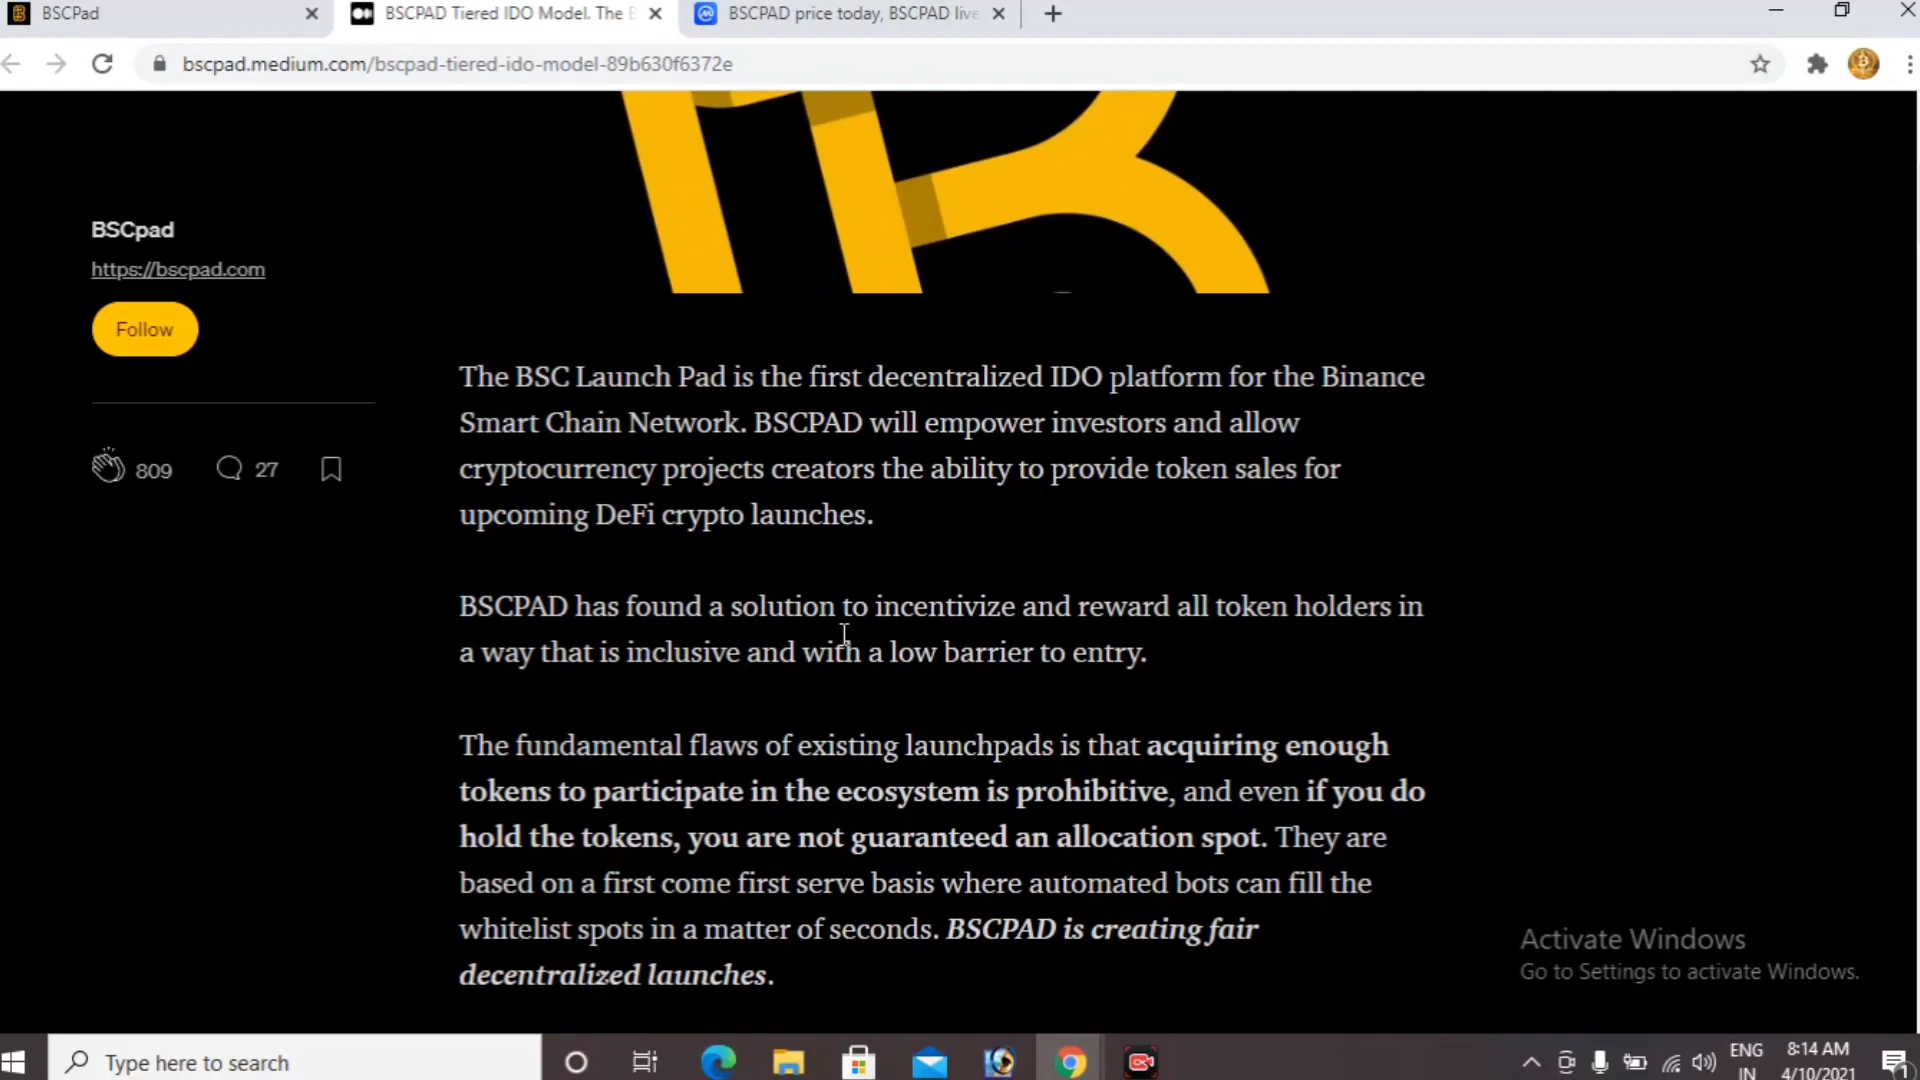 BSCPad
BSCPAD Tiered IDO Model. The B
BSCPAD price today, BSCPAD live
bscpad.medium.com/bscpad-tiered-ido-model-89b630f6372e
BSCpad
https://bscpad.com
Follow
809
27
The BSC Launch Pad is the first decentralized IDO platform for the Binance
Smart Chain Network. BSCPAD will empower investors and allow
cryptocurrency projects creators the ability to provide token sales for
upcoming DeFi crypto launches.
BSCPAD has found a solution to incentivize and reward all token holders in
a way that is inclusive and with a low barrier to entry.
The fundamental flaws of existing launchpads is that acquiring enough
tokens to participate in the ecosystem is prohibitive, and even if you do
hold the tokens, you are not guaranteed an allocation spot. They are
based on a first come first serve basis where automated bots can fill the
whitelist spots in a matter of seconds. BSCPAD is creating fair
decentralized launches.
Activate Windows
Go to Settings to activate Windows.
Type here to search
ENG
IN
8:14 AM
4/10/2021
1